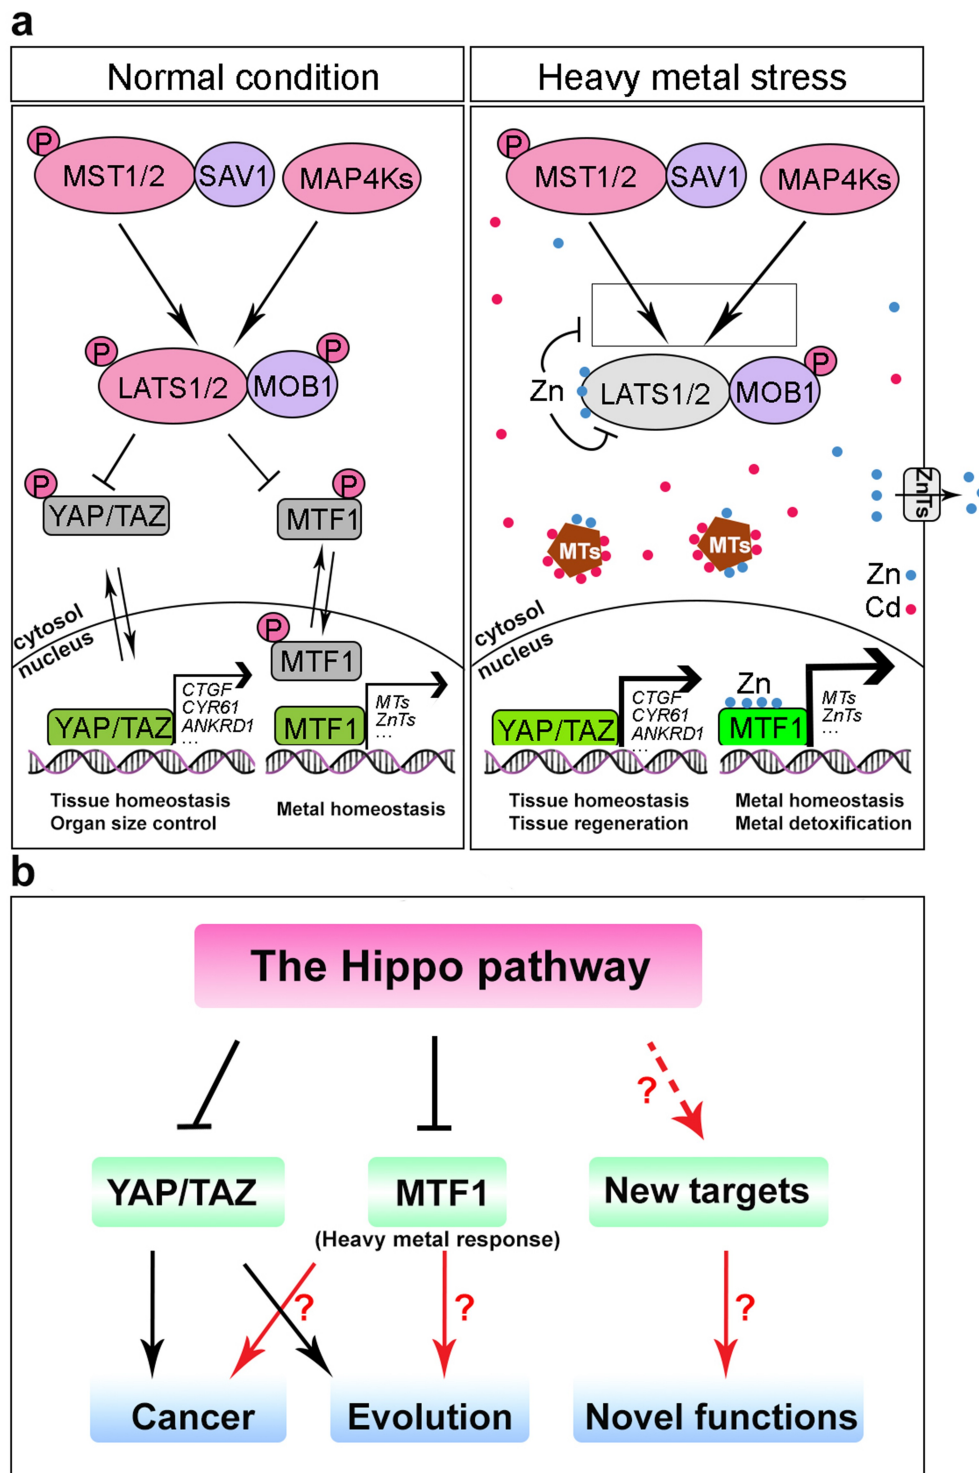 a
Normal condition
P
MST1/2
SAV1
MAP4Ks
P
LATS1/2
MOB1
P
P
YAP/TAZ
P
MTF1
cytosol
nucleus
P
MTF1
CTGF
CYR61
ANKRD1
...
YAP/TAZ
MTs
ZnTs
...
MTF1
Tissue homeostasis
Organ size control
Metal homeostasis
Heavy metal stress
P
MST1/2
SAV1
MAP4Ks
Zn
LATS1/2
MOB1
P
ZnTs
MTs
MTs
Zn
Cd
cytosol
nucleus
CTGF
CYR61
ANKRD1
...
YAP/TAZ
Zn
MTF1
MTs
ZnTs
...
Tissue homeostasis
Tissue regeneration
Metal homeostasis
Metal detoxification
b
The Hippo pathway
?
YAP/TAZ
MTF1
New targets
(Heavy metal response)
?
?
?
Cancer
Evolution
Novel functions